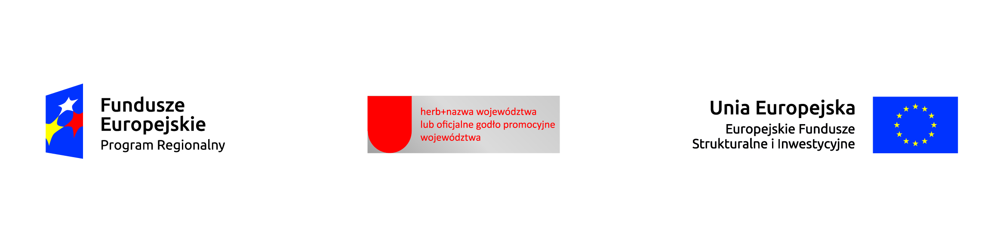 Fundusze
Europejskie
Program Regionalny
herb+nazwa województwa
lub oficjalne godło promocyjne
województwa
Unia Europejska
Europejskie Fundusze
Strukturalne i Inwestycyjne